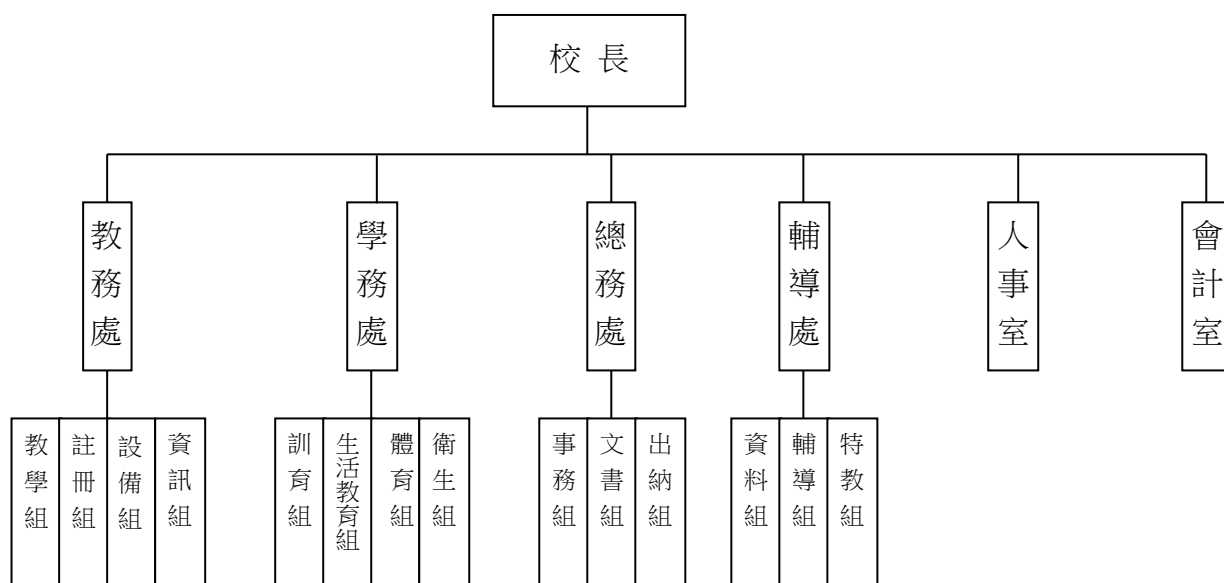 校長
教務處
學務處
總務處
輔導處
人事室
會計室
教學組
註冊組
設備組
資訊組
訓育組
生活教育組
體育組
衛生組
事務組
文書組
出納組
資料組
輔導組
特教組